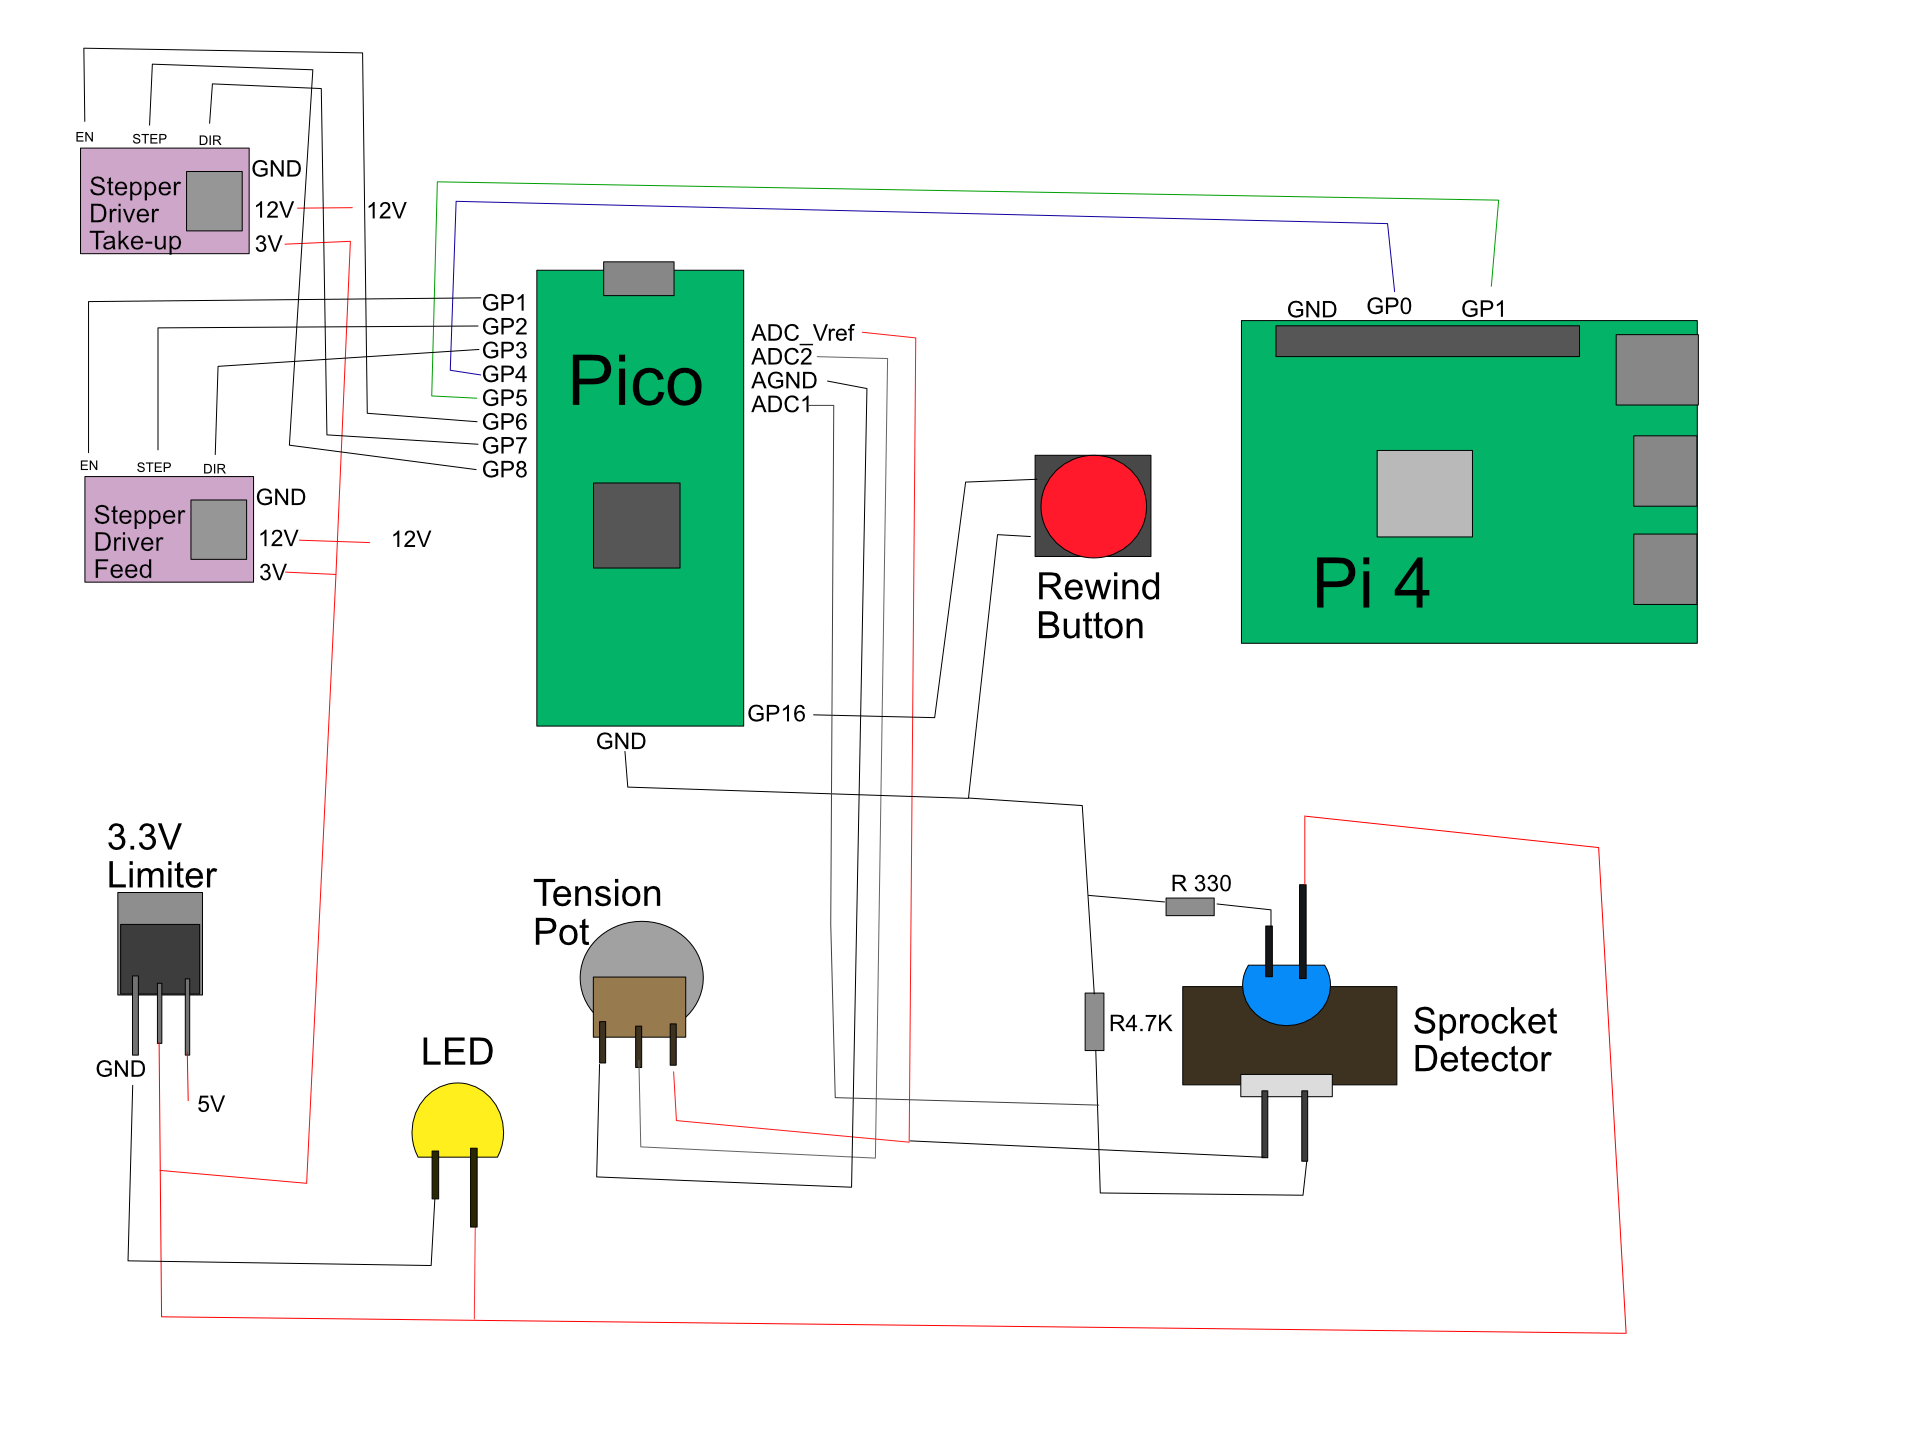 EN
STEP
DIR
GND
Stepper
Driver
Take-up
12V
12V
3V
GP1
GP2
GP3
GP4
GP5
GP6
GP7
GP8
Pico
ADC_Vref
ADC2
AGND
ADC1
GND
GP0
GP1
Pi 4
EN
STEP
DIR
GND
Stepper
Driver
Feed
12V
12V
3V
Rewind
Button
GP16
GND
3.3V
Limiter
GND
5V
LED
Tension
Pot
R 330
R4.7K
Sprocket
Detector